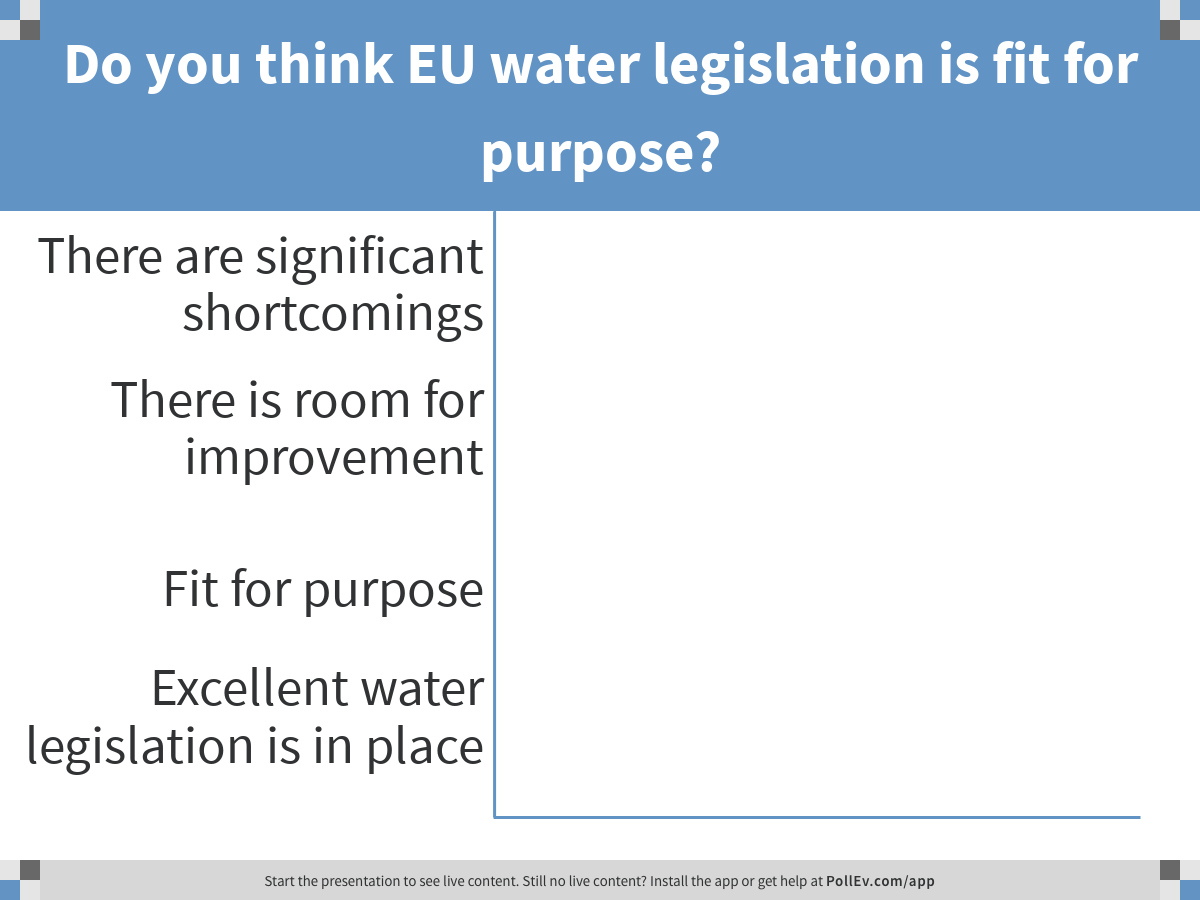 Do you think EU water legislation is fit for
purpose?
There are significant
shortcomings
There is room for
improvement
Fit for purpose
Excellent water
legislation is in place
Start the presentation to see live content. Still no live content? Install the app or get help at PollEv.com/app